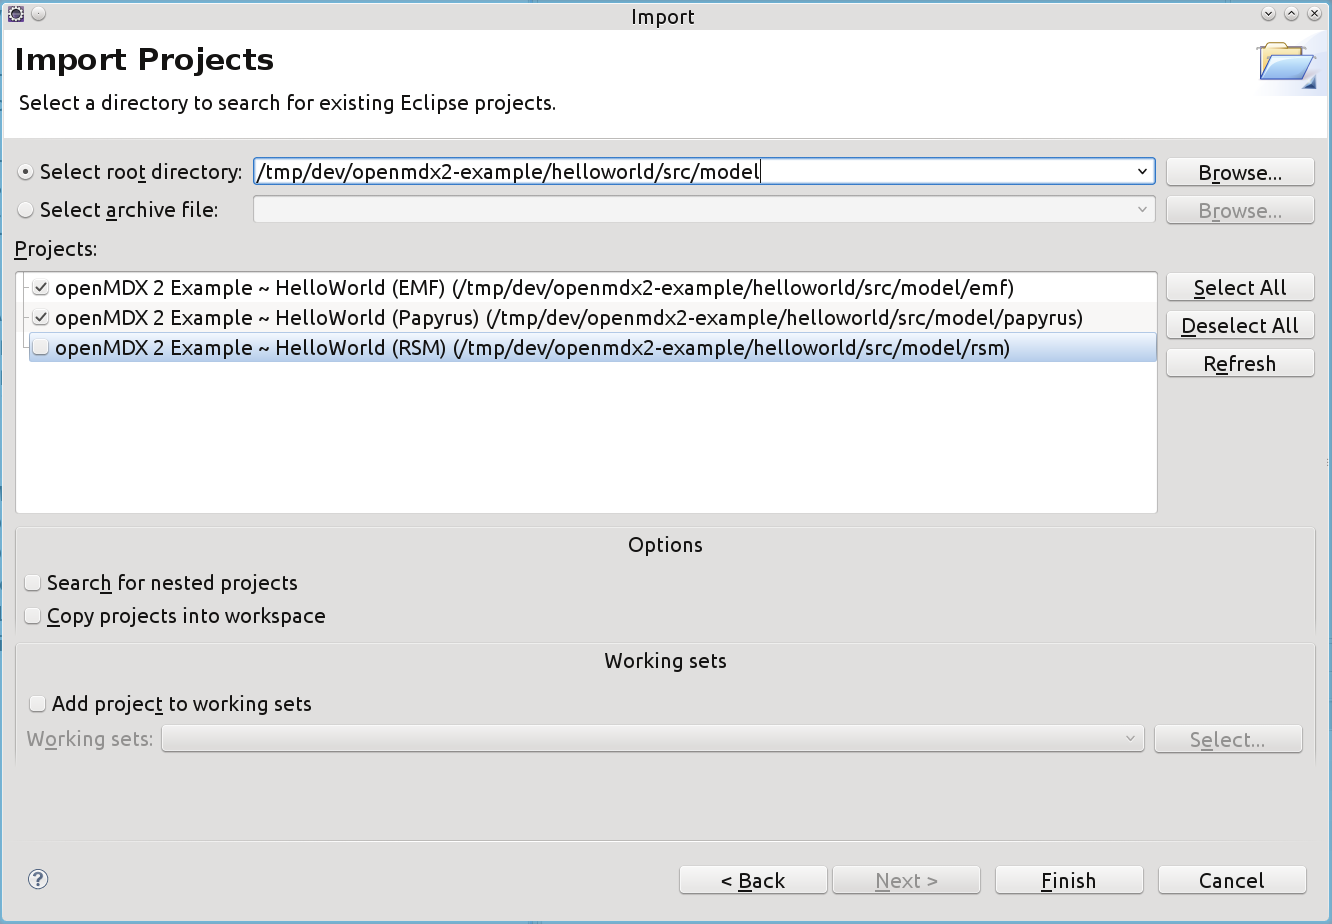 Import
Import Projects
Select a directory to search for existing Eclipse projects.
Select root directory: /tmp/dev/openmdx2-example/helloworld/src/model Browse...
Select archive file: Browse...
Projects:
openMDX 2 Example ~ HelloWorld (EMF) (/tmp/dev/openmdx2-example/helloworld/src/model/emf) Select All
openMDX 2 Example ~ HelloWorld (Papyrus) (/tmp/dev/openmdx2-example/helloworld/src/model/papyrus) Deselect All
openMDX 2 Example ~ HelloWorld (RSM) (/tmp/dev/openmdx2-example/helloworld/src/model/rsm) Refresh
Options
Search for nested projects
Copy projects into workspace
Working sets
Add project to working sets
Working sets: Select...
? < Back Next > Finish Cancel